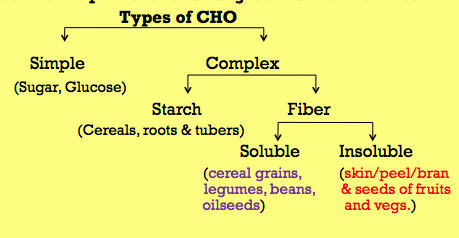 Types of CHO
Simple
Complex
(Sugar, Glucose)
Starch
Fiber
(Cereals, roots & tubers)
Soluble
Insoluble
(cereal grains,
legumes, beans,
oilseeds)
(skin/peel/bran
& seeds of fruits
and vegs.)